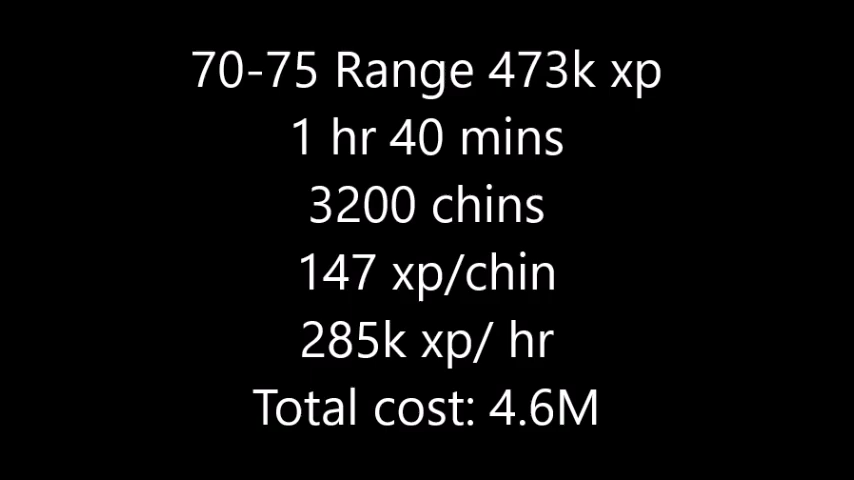 70-75 Range 473k xp
1 hr 40 mins
3200 chins
147 xp/chin
285k xp/ hr
Total cost: 4.6M